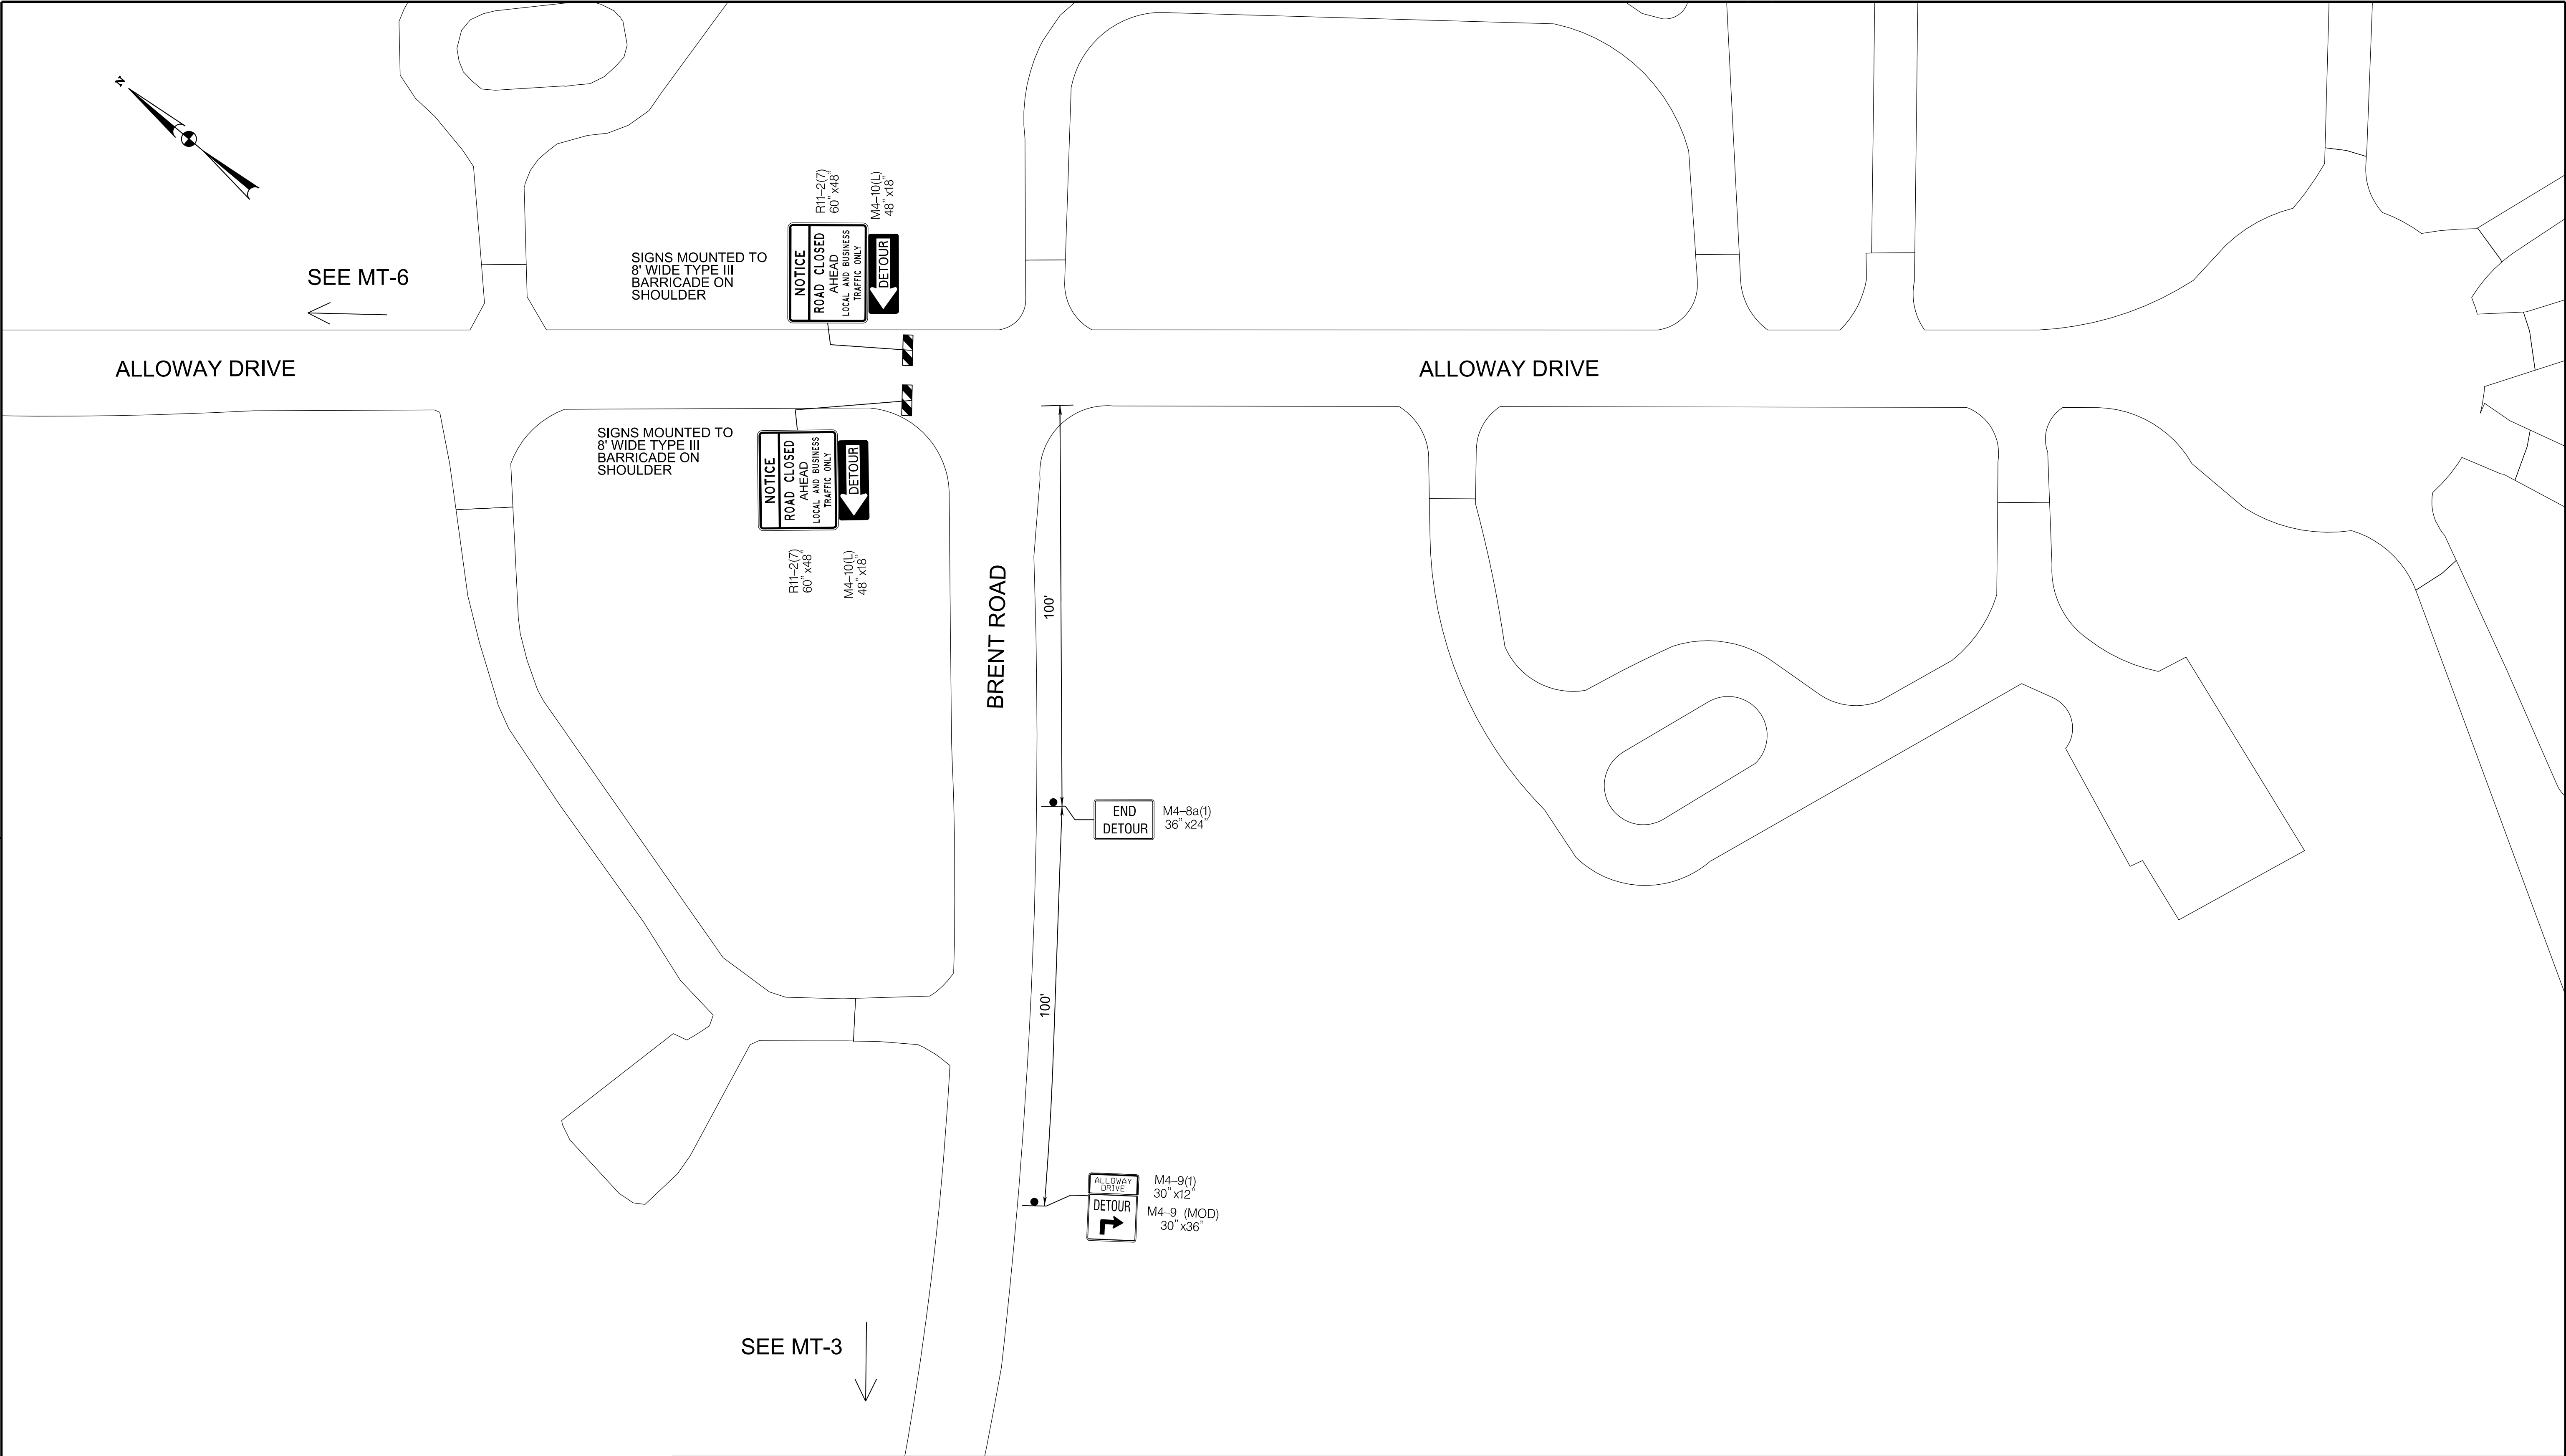 N
SEE MT-6
ALLOWAY DRIVE
SIGNS MOUNTED TO
8' WIDE TYPE III
BARRICADE ON
SHOULDER
R11-2(7)
60"x48"
M4-10(L)
48"x18"
NOTICE
ROAD CLOSED
AHEAD
LOCAL AND BUSINESS
TRAFFIC ONLY
DETOUR
ALLOWAY DRIVE
SIGNS MOUNTED TO
8' WIDE TYPE III
BARRICADE ON
SHOULDER
NOTICE
ROAD CLOSED
AHEAD
LOCAL AND BUSINESS
TRAFFIC ONLY
DETOUR
R11-2(7)
60"x48"
M4-10(L)
48"x18"
BRENT ROAD
100'
END
DETOUR
M4-8a(1)
36"x24"
100'
ALLOWAY
DRIVE
DETOUR
M4-9(1)
30"x12"
M4-9 (MOD)
30"x36"
SEE MT-3